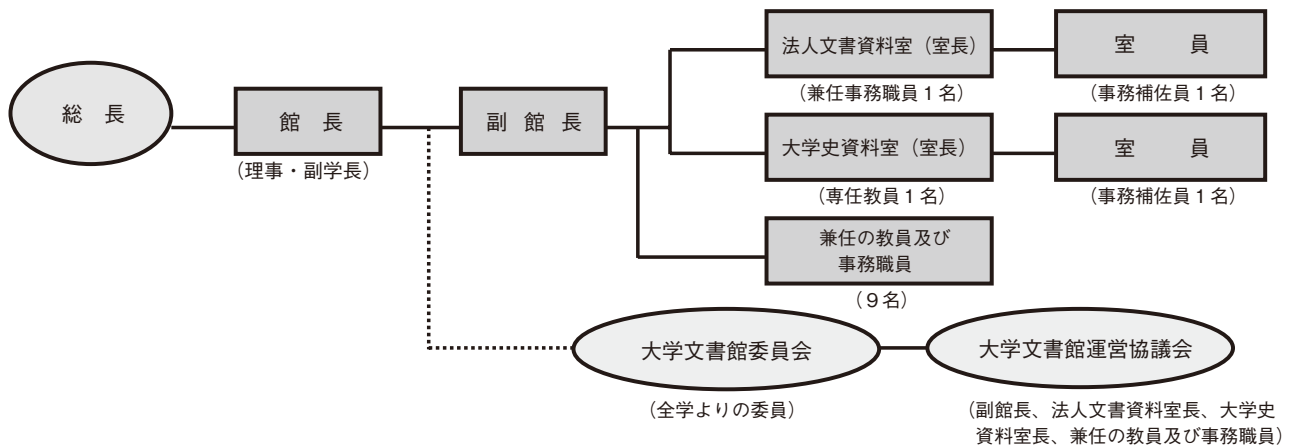 総　長
館　長
（理事・副学長）
副　館　長
法人文書資料室（室長）
（兼任事務職員１名）
室　　員
（事務補佐員１名）
大学史資料室（室長）
（専任教員１名）
室　　員
（事務補佐員１名）
兼任の教員及び
事務職員
（９名）
大学文書館委員会
（全学よりの委員）
大学文書館運営協議会
（副館長、法人文書資料室長、大学史
資料室長、兼任の教員及び事務職員）